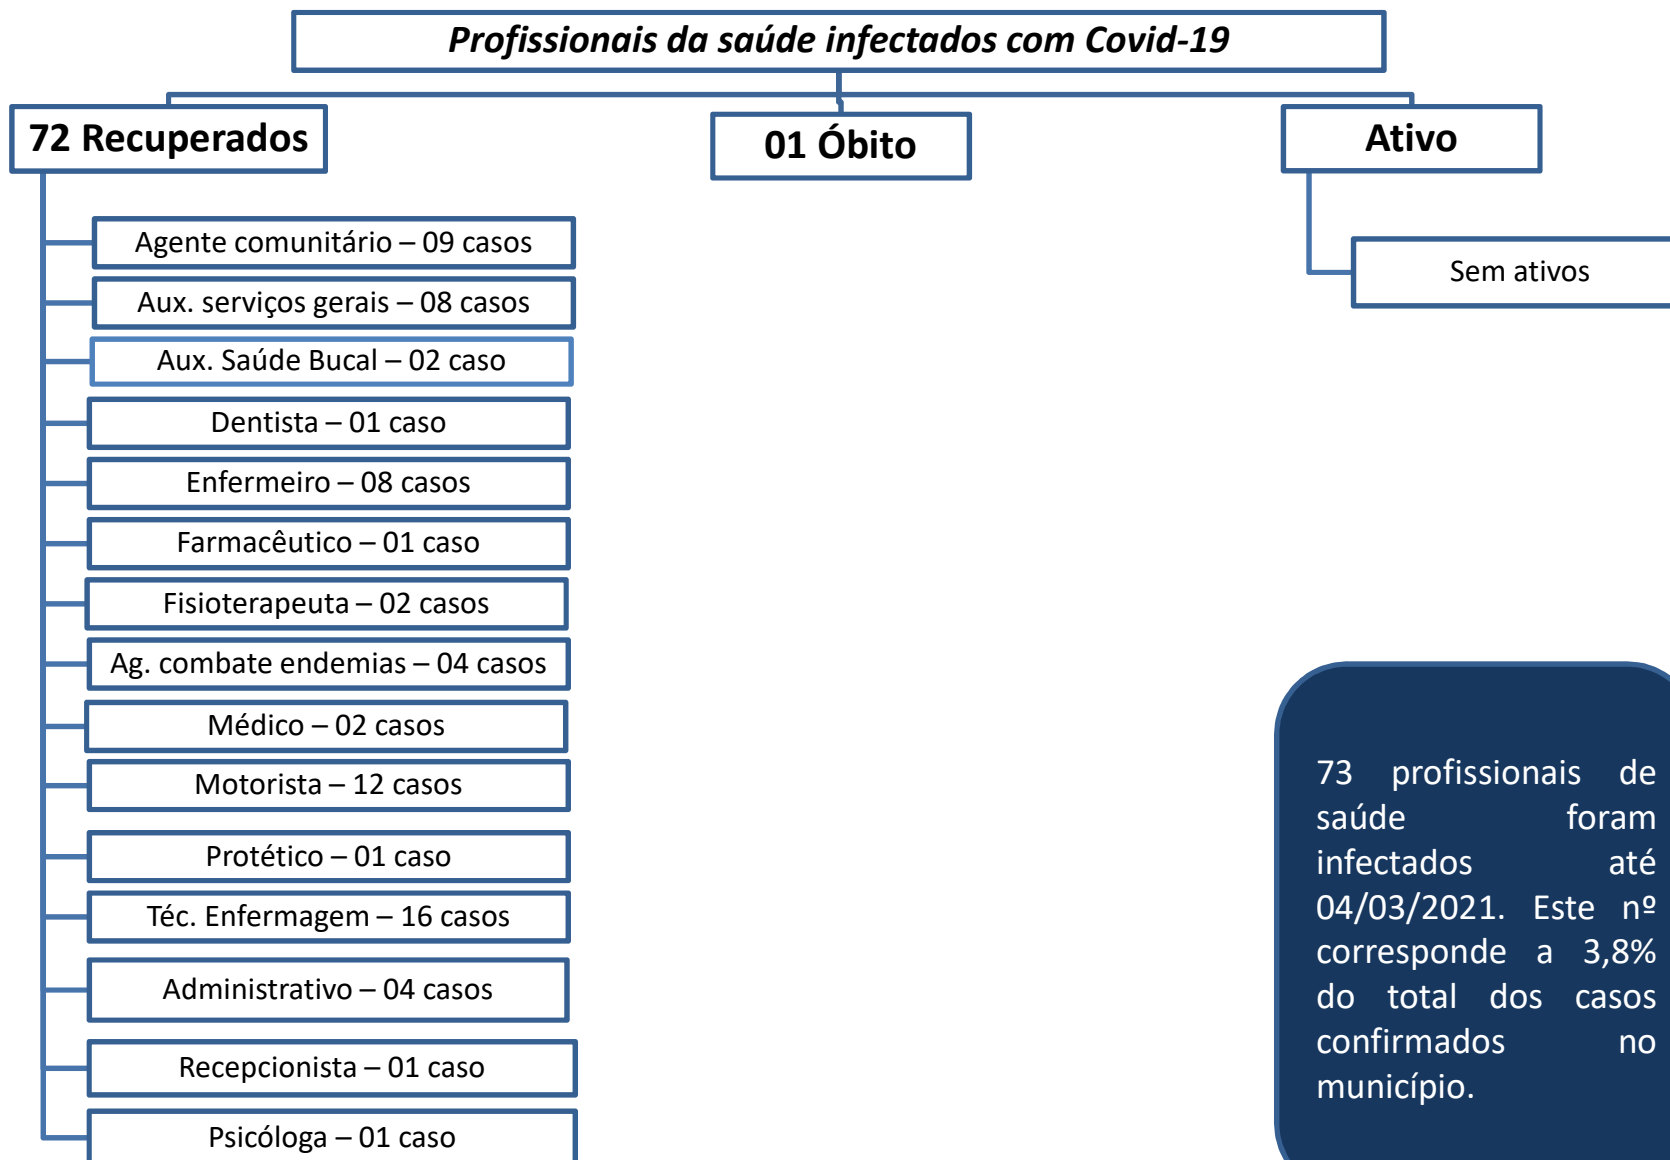 Profissionais da saúde infectados com Covid-19
72 Recuperados
01 Óbito
Ativo
Agente comunitário – 09 casos
Aux. serviços gerais – 08 casos
Aux. Saúde Bucal – 02 caso
Dentista – 01 caso
Enfermeiro – 08 casos
Farmacêutico – 01 caso
Fisioterapeuta – 02 casos
Ag. combate endemias – 04 casos
Médico – 02 casos
Motorista – 12 casos
Protético – 01 caso
Téc. Enfermagem – 16 casos
Administrativo – 04 casos
Recepcionista – 01 caso
Psicóloga – 01 caso
Sem ativos
73 profissionais de
saúde foram
infectados até
04/03/2021. Este nº
corresponde a 3,8%
do total dos casos
confirmados no
município.